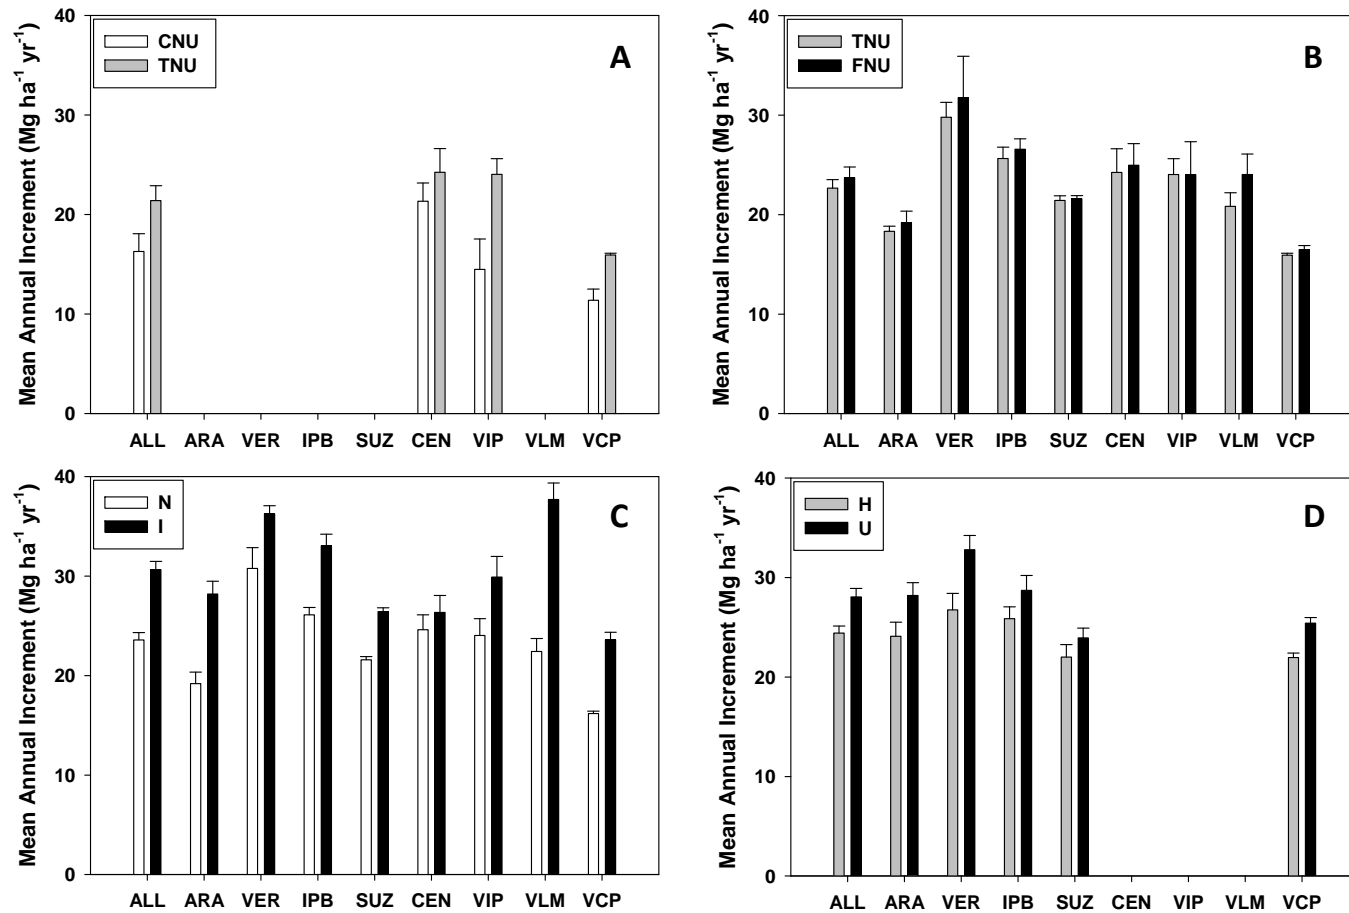 Mean Annual Increment (Mg ha-1 yr-1)
40
30
20
10
0
CNU
TNU
A
ALL ARA VER IPB SUZ CEN VIP VLM VCP
Mean Annual Increment (Mg ha-1 yr-1)
40
30
20
10
0
TNU
FNU
B
ALL ARA VER IPB SUZ CEN VIP VLM VCP
Mean Annual Increment (Mg ha-1 yr-1)
40
30
20
10
0
N
I
C
ALL ARA VER IPB SUZ CEN VIP VLM VCP
Mean Annual Increment (Mg ha-1 yr-1)
40
30
20
10
0
H
U
D
ALL ARA VER IPB SUZ CEN VIP VLM VCP